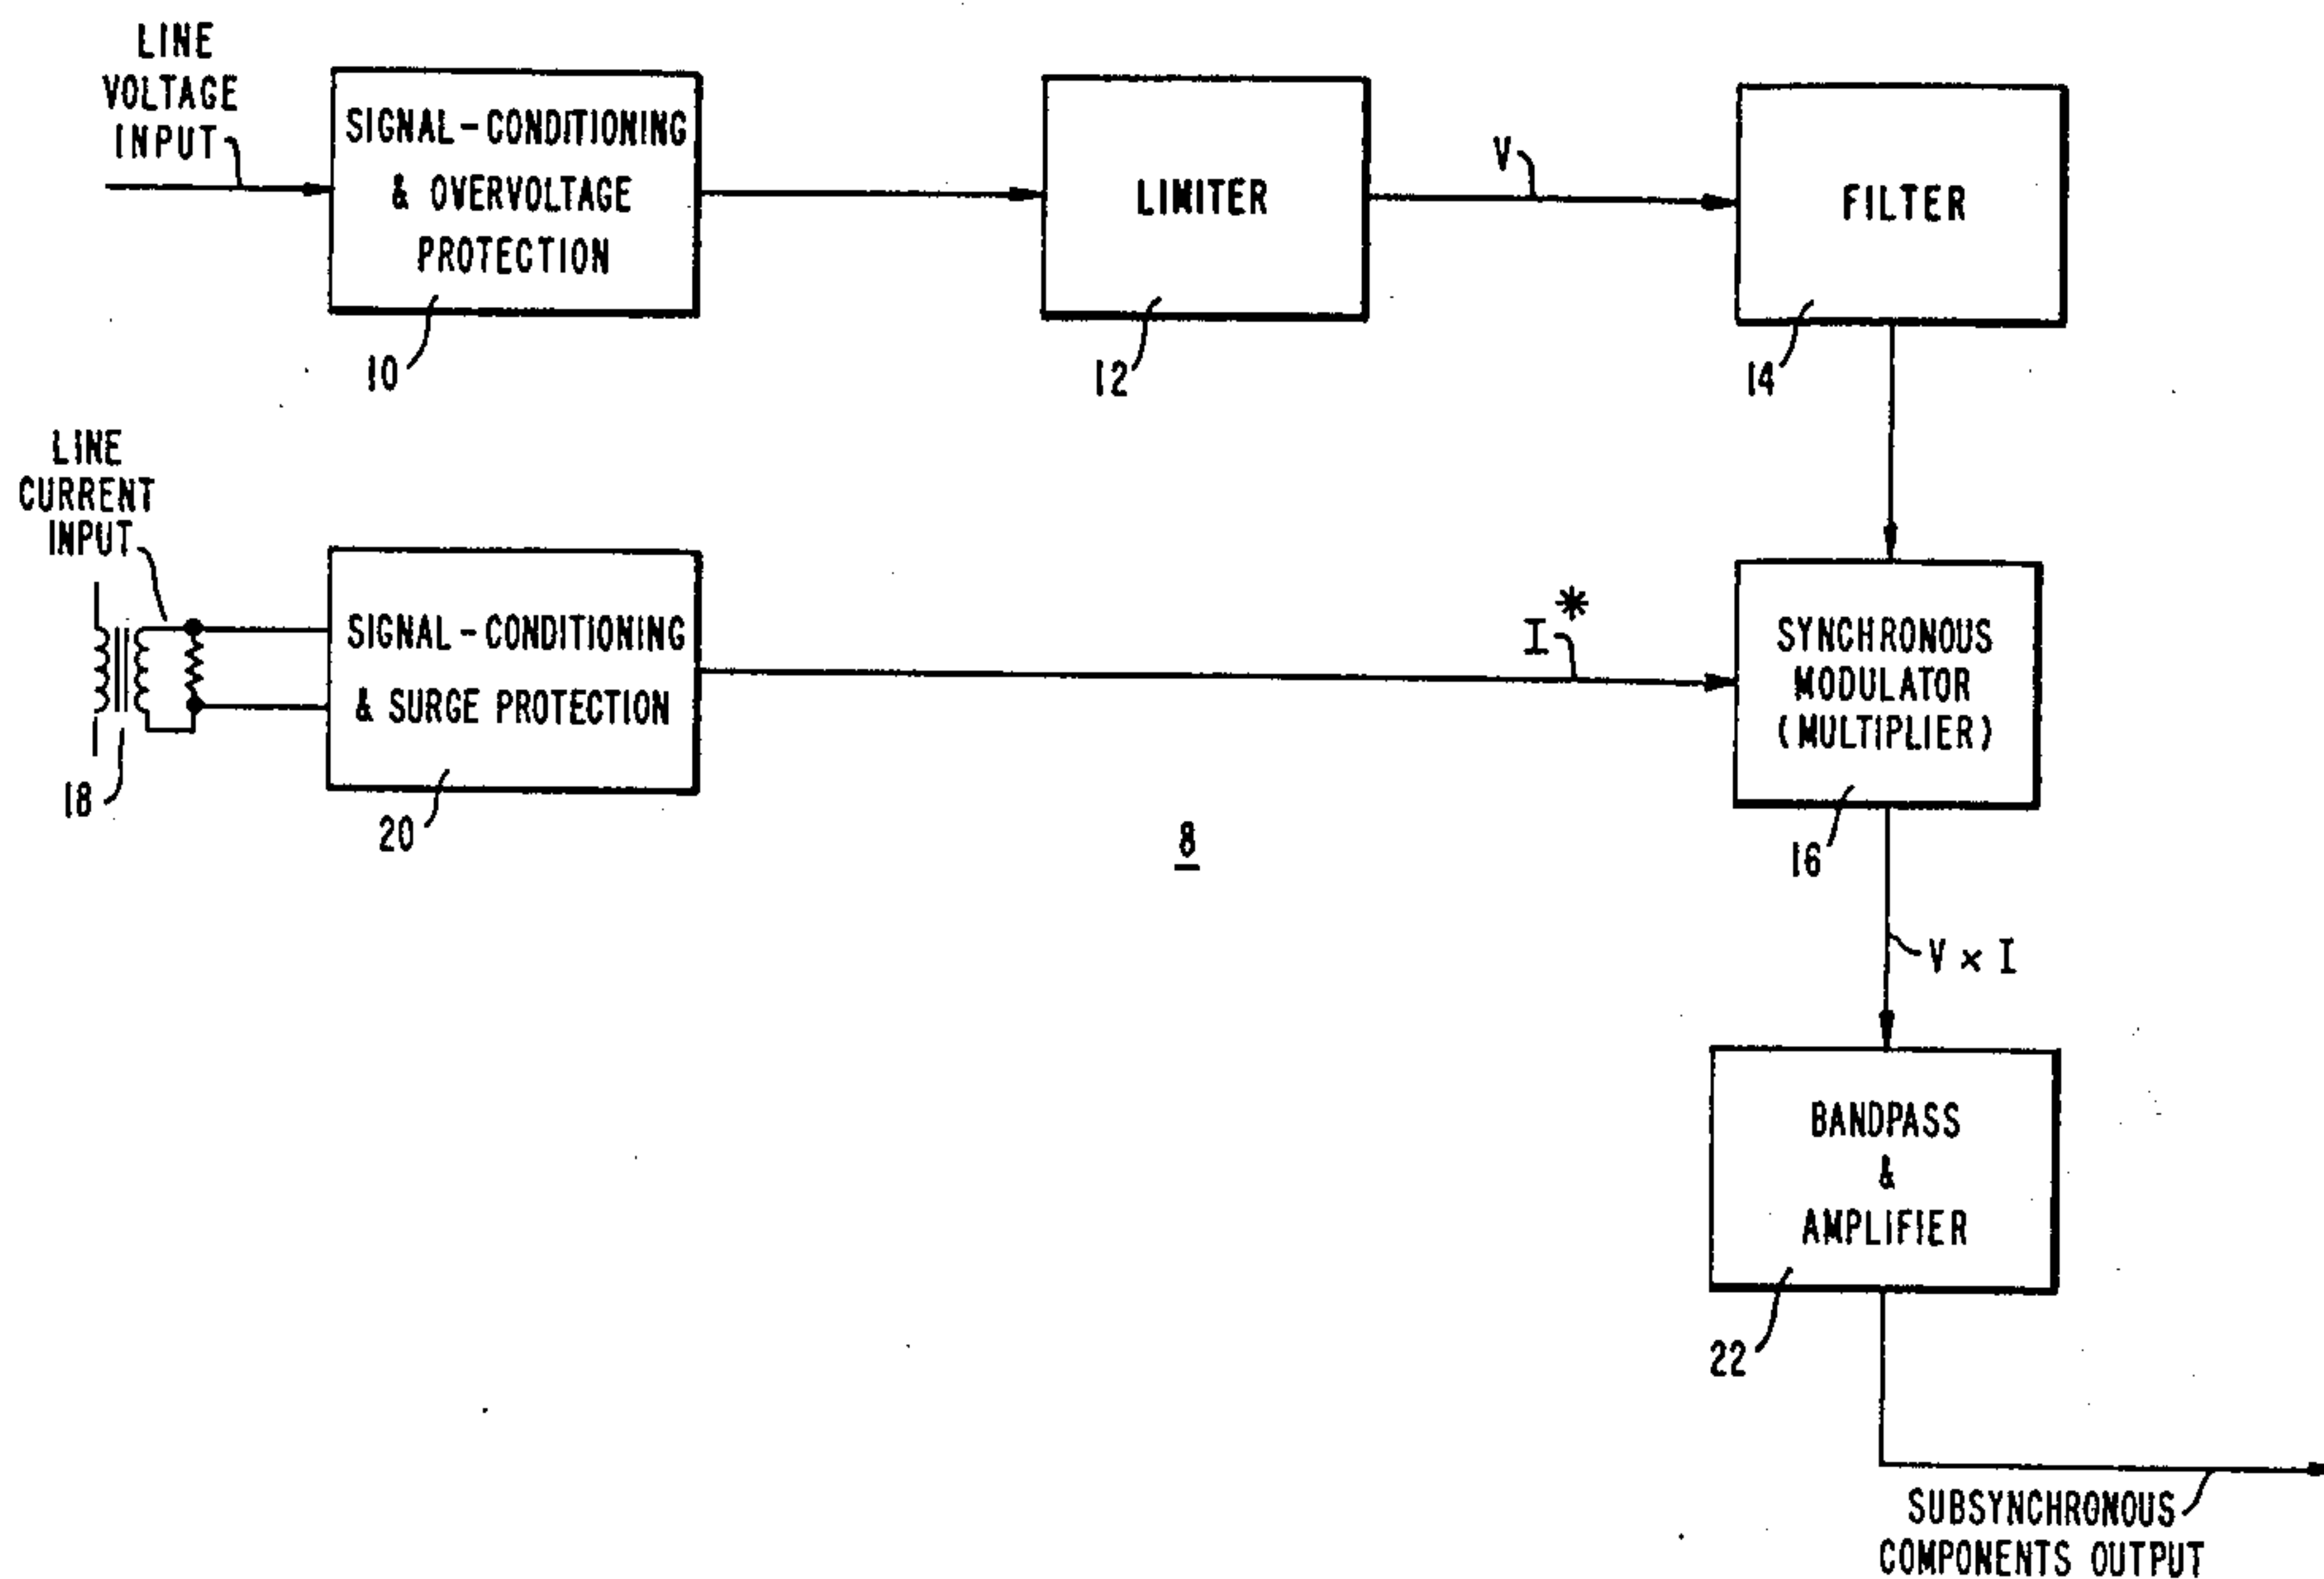 LINE
VOLTAGE
INPUT
SIGNAL-CONDITIONING
& OVERVOLTAGE
PROTECTION
10
LIMITER
12
V
FILTER
14
LINE
CURRENT
INPUT
18
SIGNAL-CONDITIONING
& SURGE PROTECTION
20
I*
SYNCHRONOUS
MODULATOR
(MULTIPLIER)
16
8
V × I
BANDPASS
&
AMPLIFIER
22
SUBSYNCHRONOUS
COMPONENTS OUTPUT